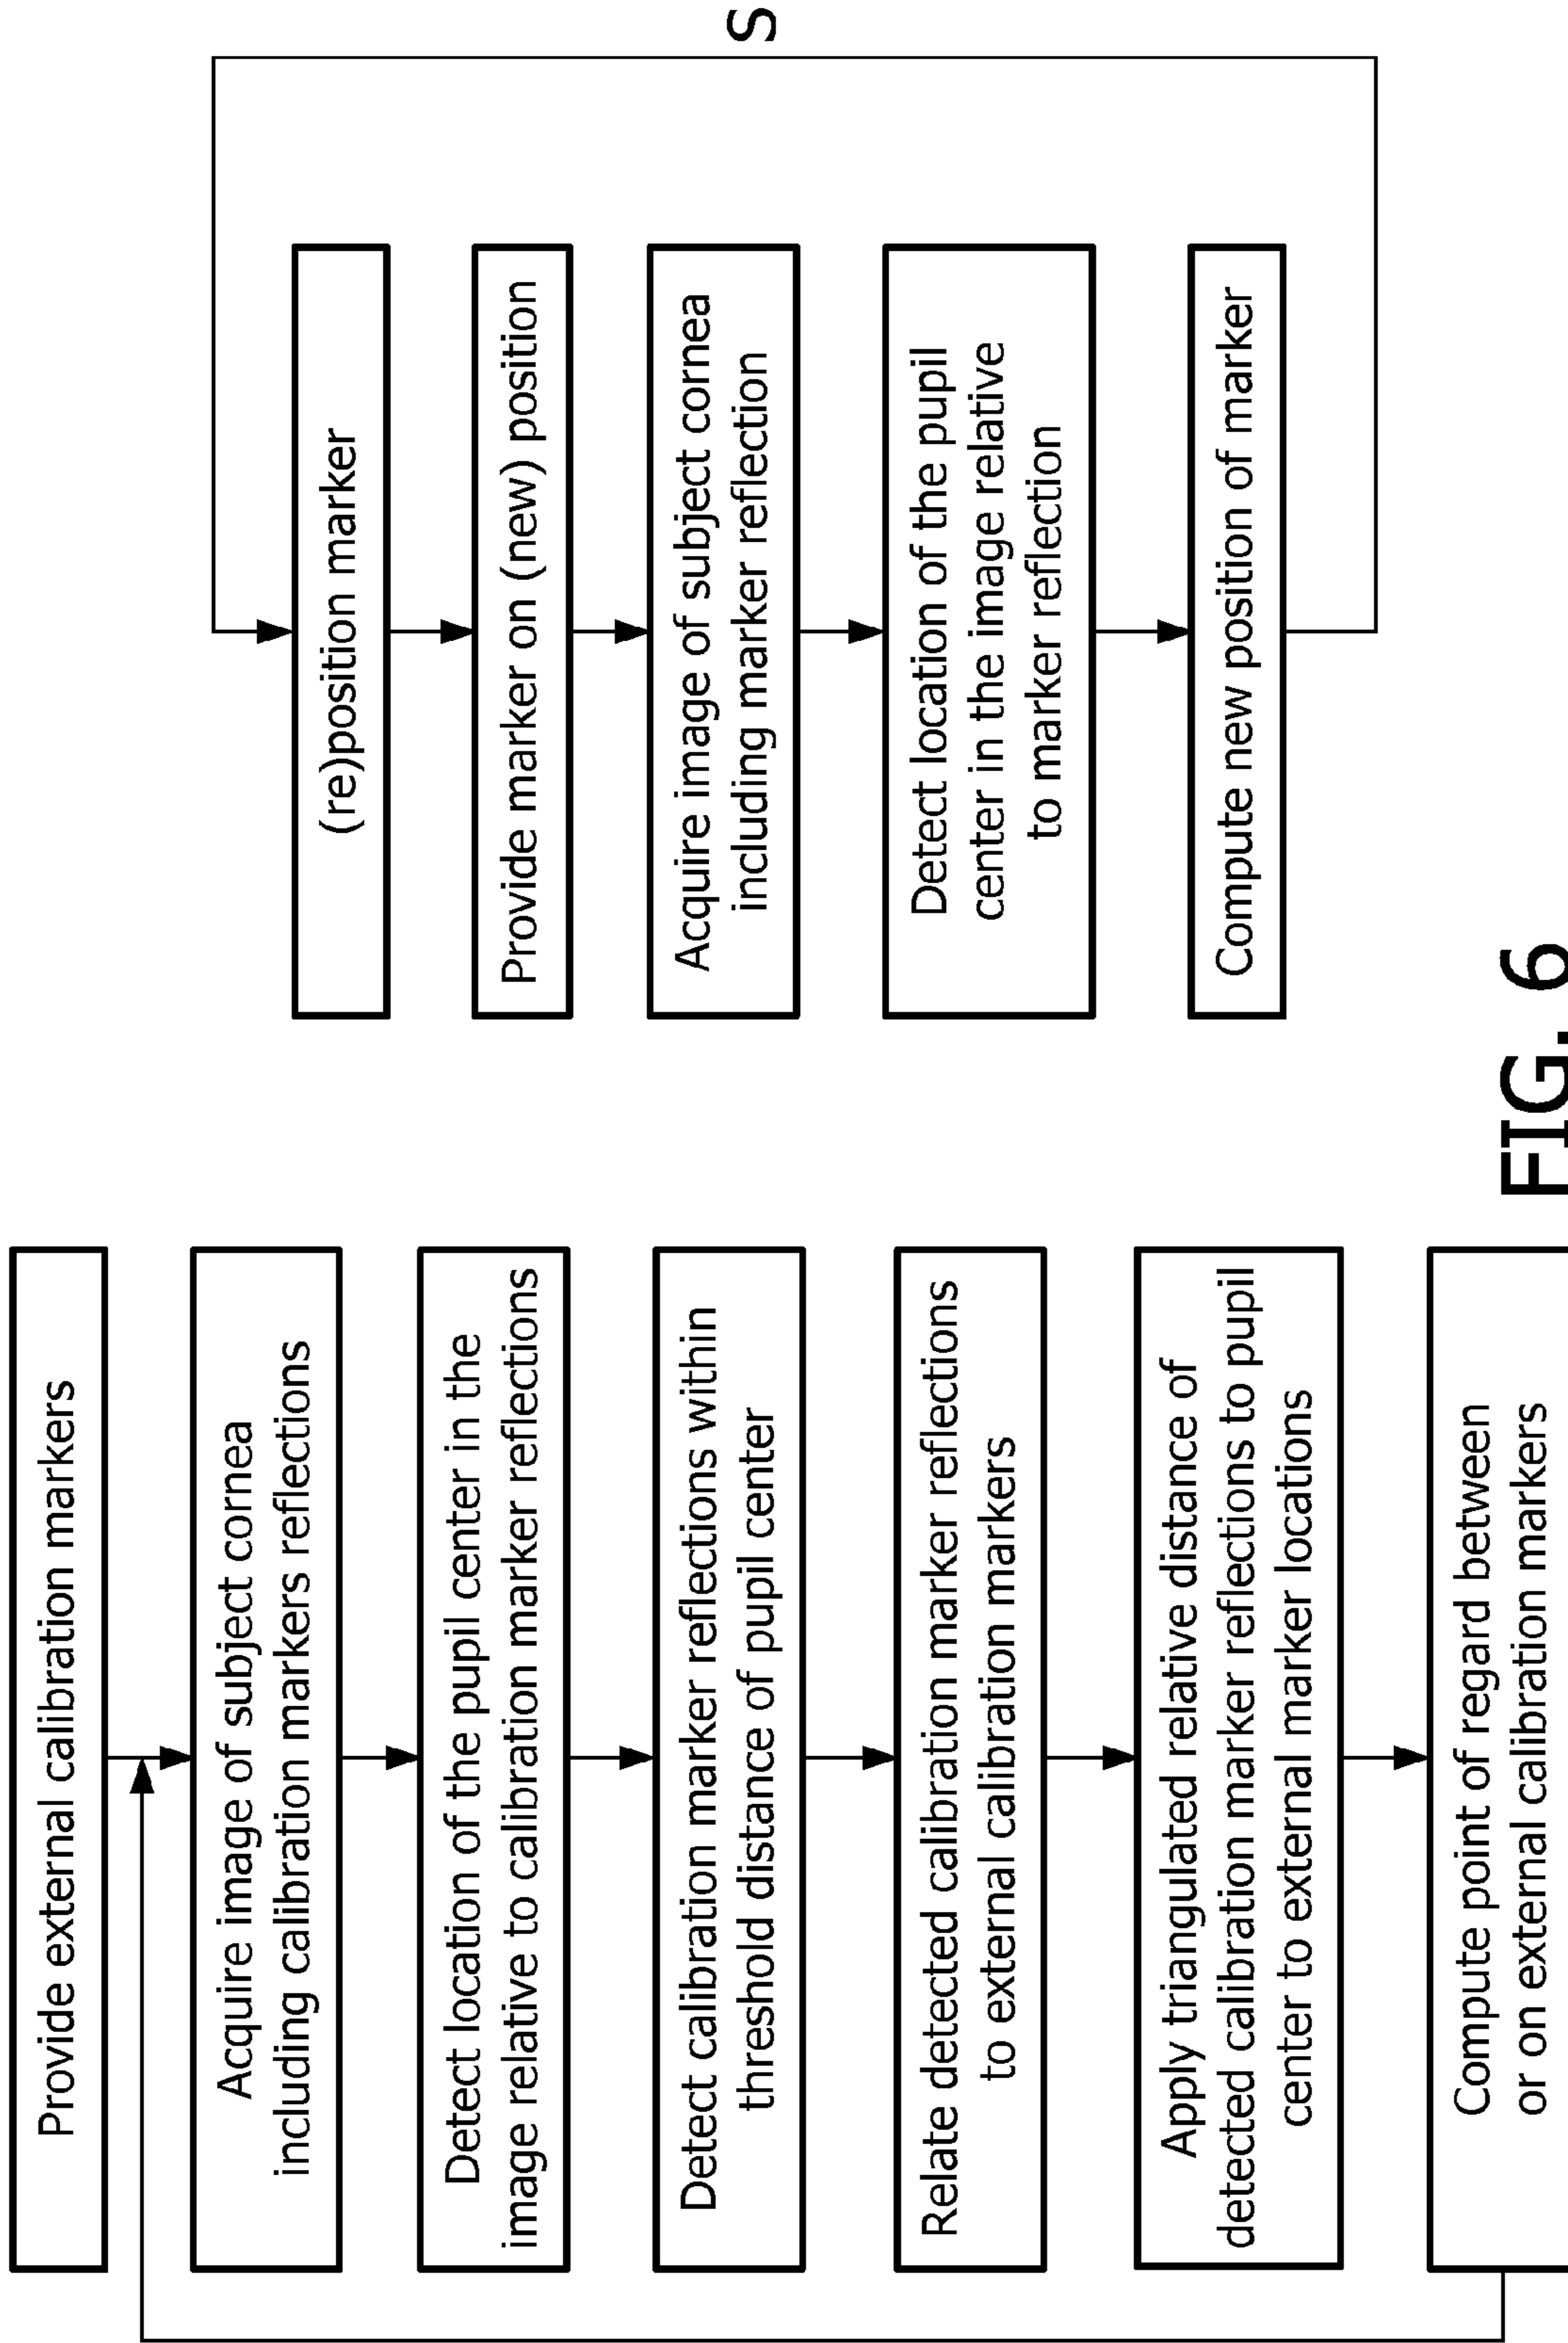 Provide external calibration markers
Acquire image of subject cornea
including calibration markers reflections
Detect location of the pupil center in the
image relative to calibration marker reflections
Detect calibration marker reflections within
threshold distance of pupil center
Relate detected calibration marker reflections
to external calibration markers
Apply triangulated relative distance of
detected calibration marker reflections to pupil
center to external marker locations
Compute point of regard between
or on external calibration markers
(re)position marker
Provide marker on (new) position
Acquire image of subject cornea
including marker reflection
Detect location of the pupil
center in the image relative
to marker reflection
Compute new position of marker
S
FIG. 6